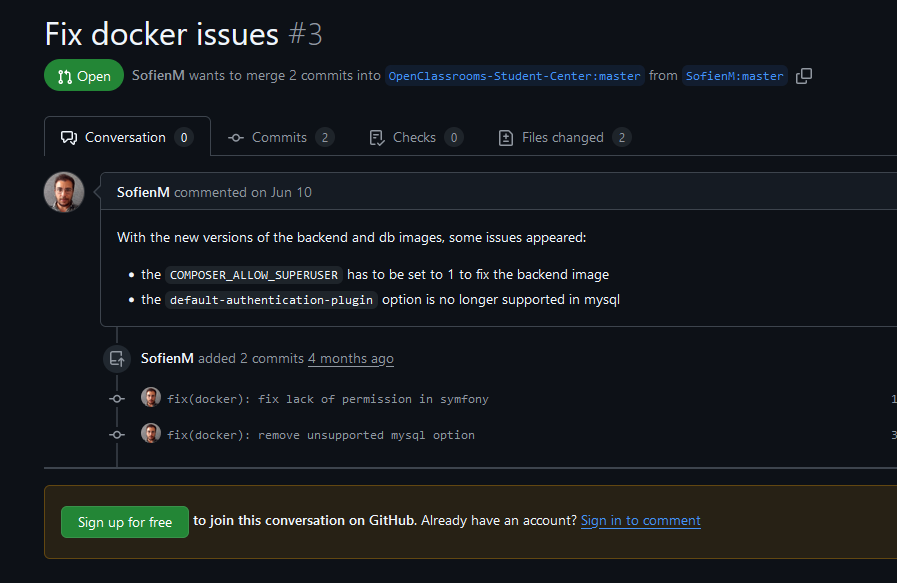 Fix docker issues #3
Open SofienM wants to merge 2 commits into OpenClassrooms-Student-Center:master from SofienM:master
Conversation 0 Commits 2 Checks 0 Files changed 2
SofienM commented on Jun 10
With the new versions of the backend and db images, some issues appeared:
• the COMPOSER_ALLOW_SUPERUSER has to be set to 1 to fix the backend image
• the default-authentication-plugin option is no longer supported in mysql
SofienM added 2 commits 4 months ago
fix(docker): fix lack of permission in symfony
fix(docker): remove unsupported mysql option
Sign up for free to join this conversation on GitHub. Already have an account? Sign in to comment